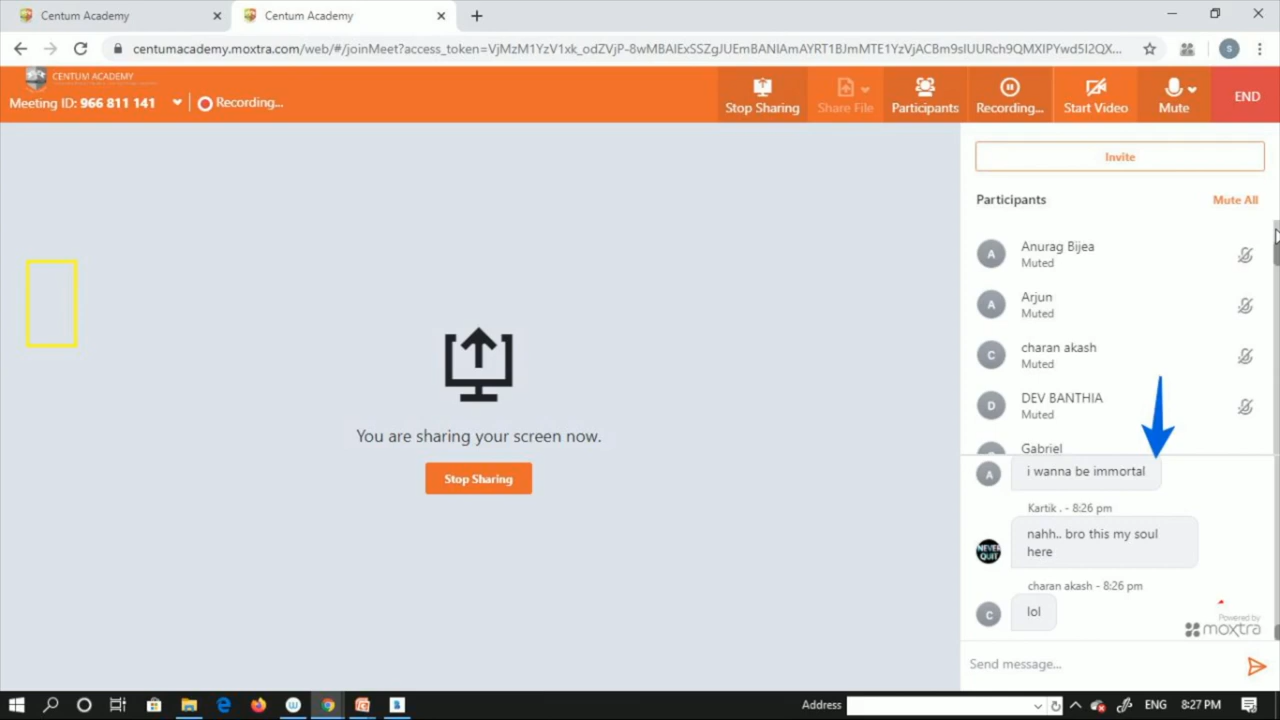 Centum Academy
Centum Academy
centumacademy.moxtra.com/web/#/joinMeet?access_token=VjMzM1YzV1xk_odZVjP-8wMBAIExSSZgJUEmBANIAmAYRT1BJmMTE1YzVjACBm9sIUURch9QMXIPYwd5I2QX...
S
CENTUM ACADEMY
Meeting ID: 966 811 141
Recording...
Stop Sharing
Share File
Participants
Recording...
Start Video
Mute
END
Invite
Participants
Mute All
A
Anurag Bijea
Muted
A
Arjun
Muted
C
charan akash
Muted
D
DEV BANTHIA
Muted
Gabriel
You are sharing your screen now.
Stop Sharing
A
i wanna be immortal
Kartik . - 8:26 pm
NEVER
QUIT
nahh.. bro this my soul
here
charan akash - 8:26 pm
C
lol
Powered by
moxtra
Send message...
Address
ENG
8:27 PM